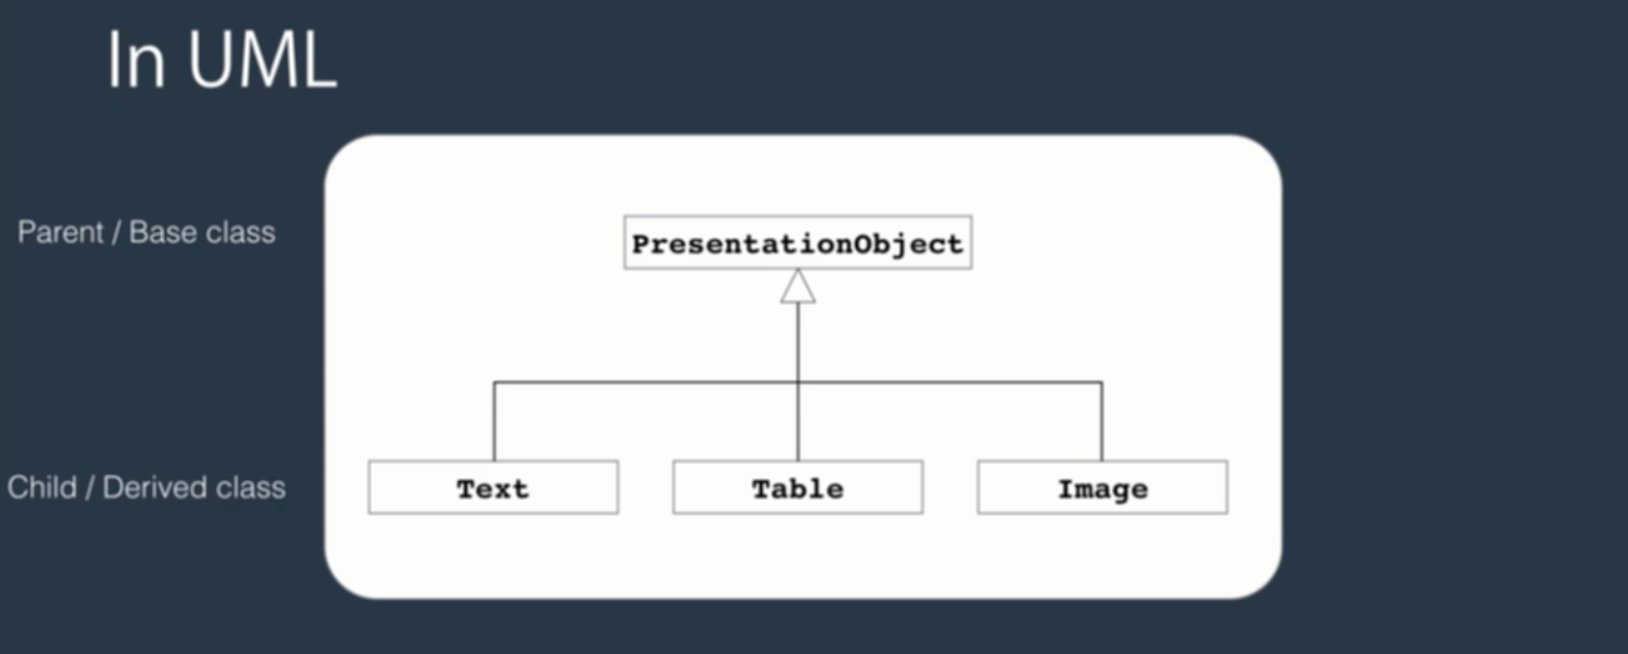 In UML
Parent / Base class
PresentationObject
Child / Derived class
Text
Table
Image